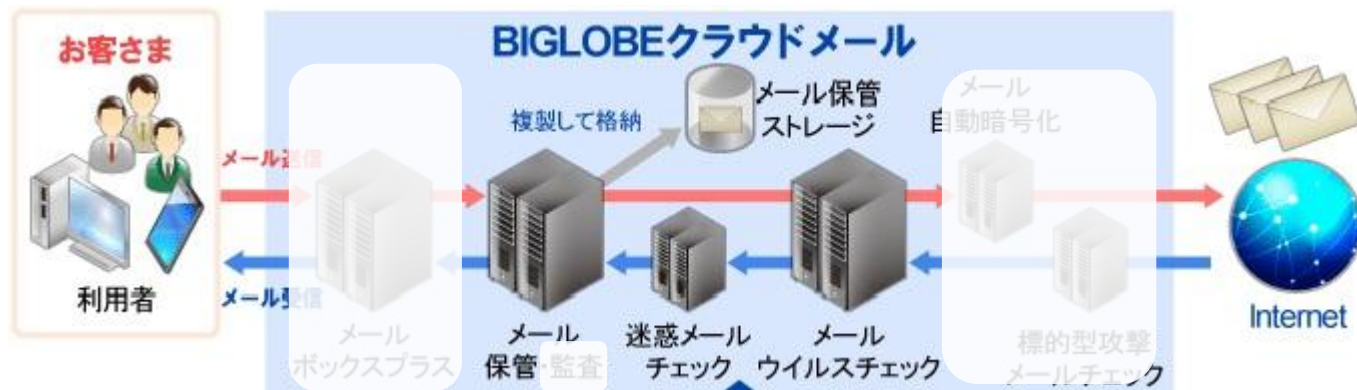 BIGLOBEクラウドメール
お客さま
メール保管
ストレージ
メール
自動暗号化
複製して格納
メール送信
メール受信
利用者
Internet
メール
ボックスプラス
メール
保管・監査
迷惑メール
チェック
メール
ウイルスチェック
標的型攻撃
メールチェック